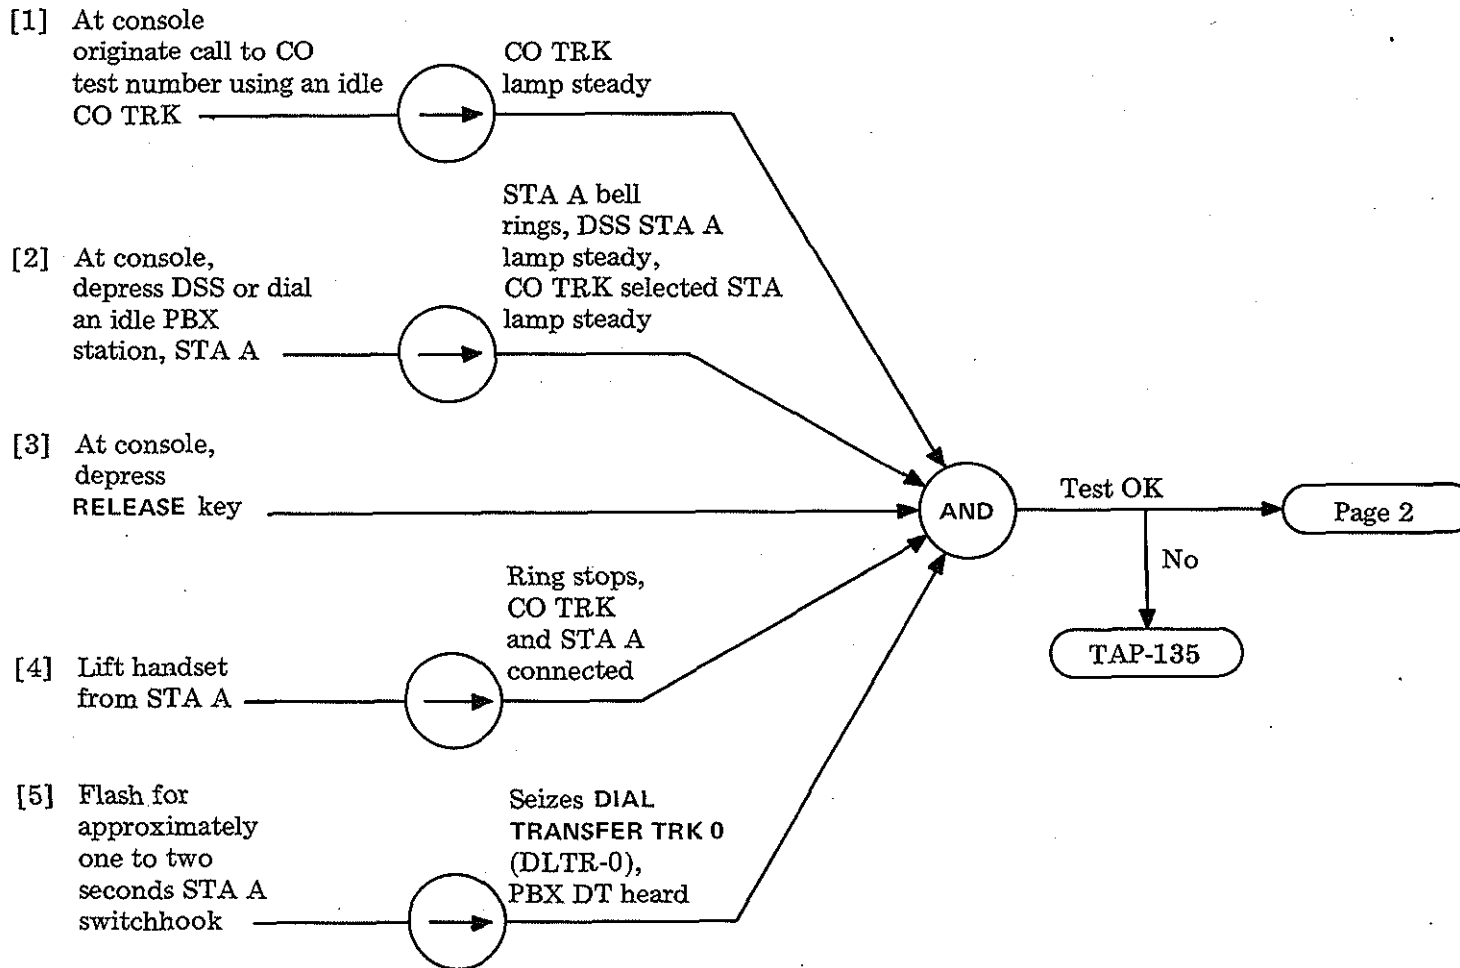 [1] At console
originate call to CO
test number using an idle
CO TRK
CO TRK
lamp steady
[2] At console,
depress DSS or dial
an idle PBX
station, STA A
STA A bell
rings, DSS STA A
lamp steady,
CO TRK selected STA
lamp steady
[3] At console,
depress
RELEASE key
[4] Lift handset
from STA A
Ring stops,
CO TRK
and STA A
connected
[5] Flash for
approximately
one to two
seconds STA A
switchhook
Seizes DIAL
TRANSFER TRK 0
(DLTR-0),
PBX DT heard
AND
Test OK
Page 2
No
TAP-135